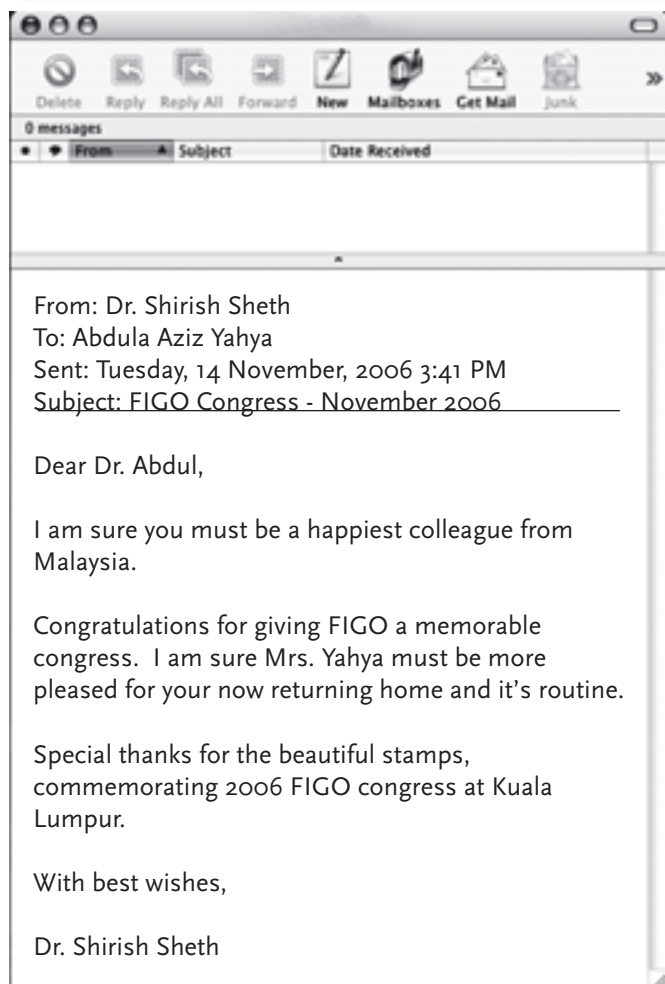 Delete Reply Reply All Forward New Mailboxes Get Mail Junk
0 messages
From Subject Date Received
From: Dr. Shirish Sheth
To: Abdula Aziz Yahya
Sent: Tuesday, 14 November, 2006 3:41 PM
Subject: FIGO Congress - November 2006
Dear Dr. Abdul,
I am sure you must be a happiest colleague from
Malaysia.
Congratulations for giving FIGO a memorable
congress. I am sure Mrs. Yahya must be more
pleased for your now returning home and it's routine.
Special thanks for the beautiful stamps,
commemorating 2006 FIGO congress at Kuala
Lumpur.
With best wishes,
Dr. Shirish Sheth